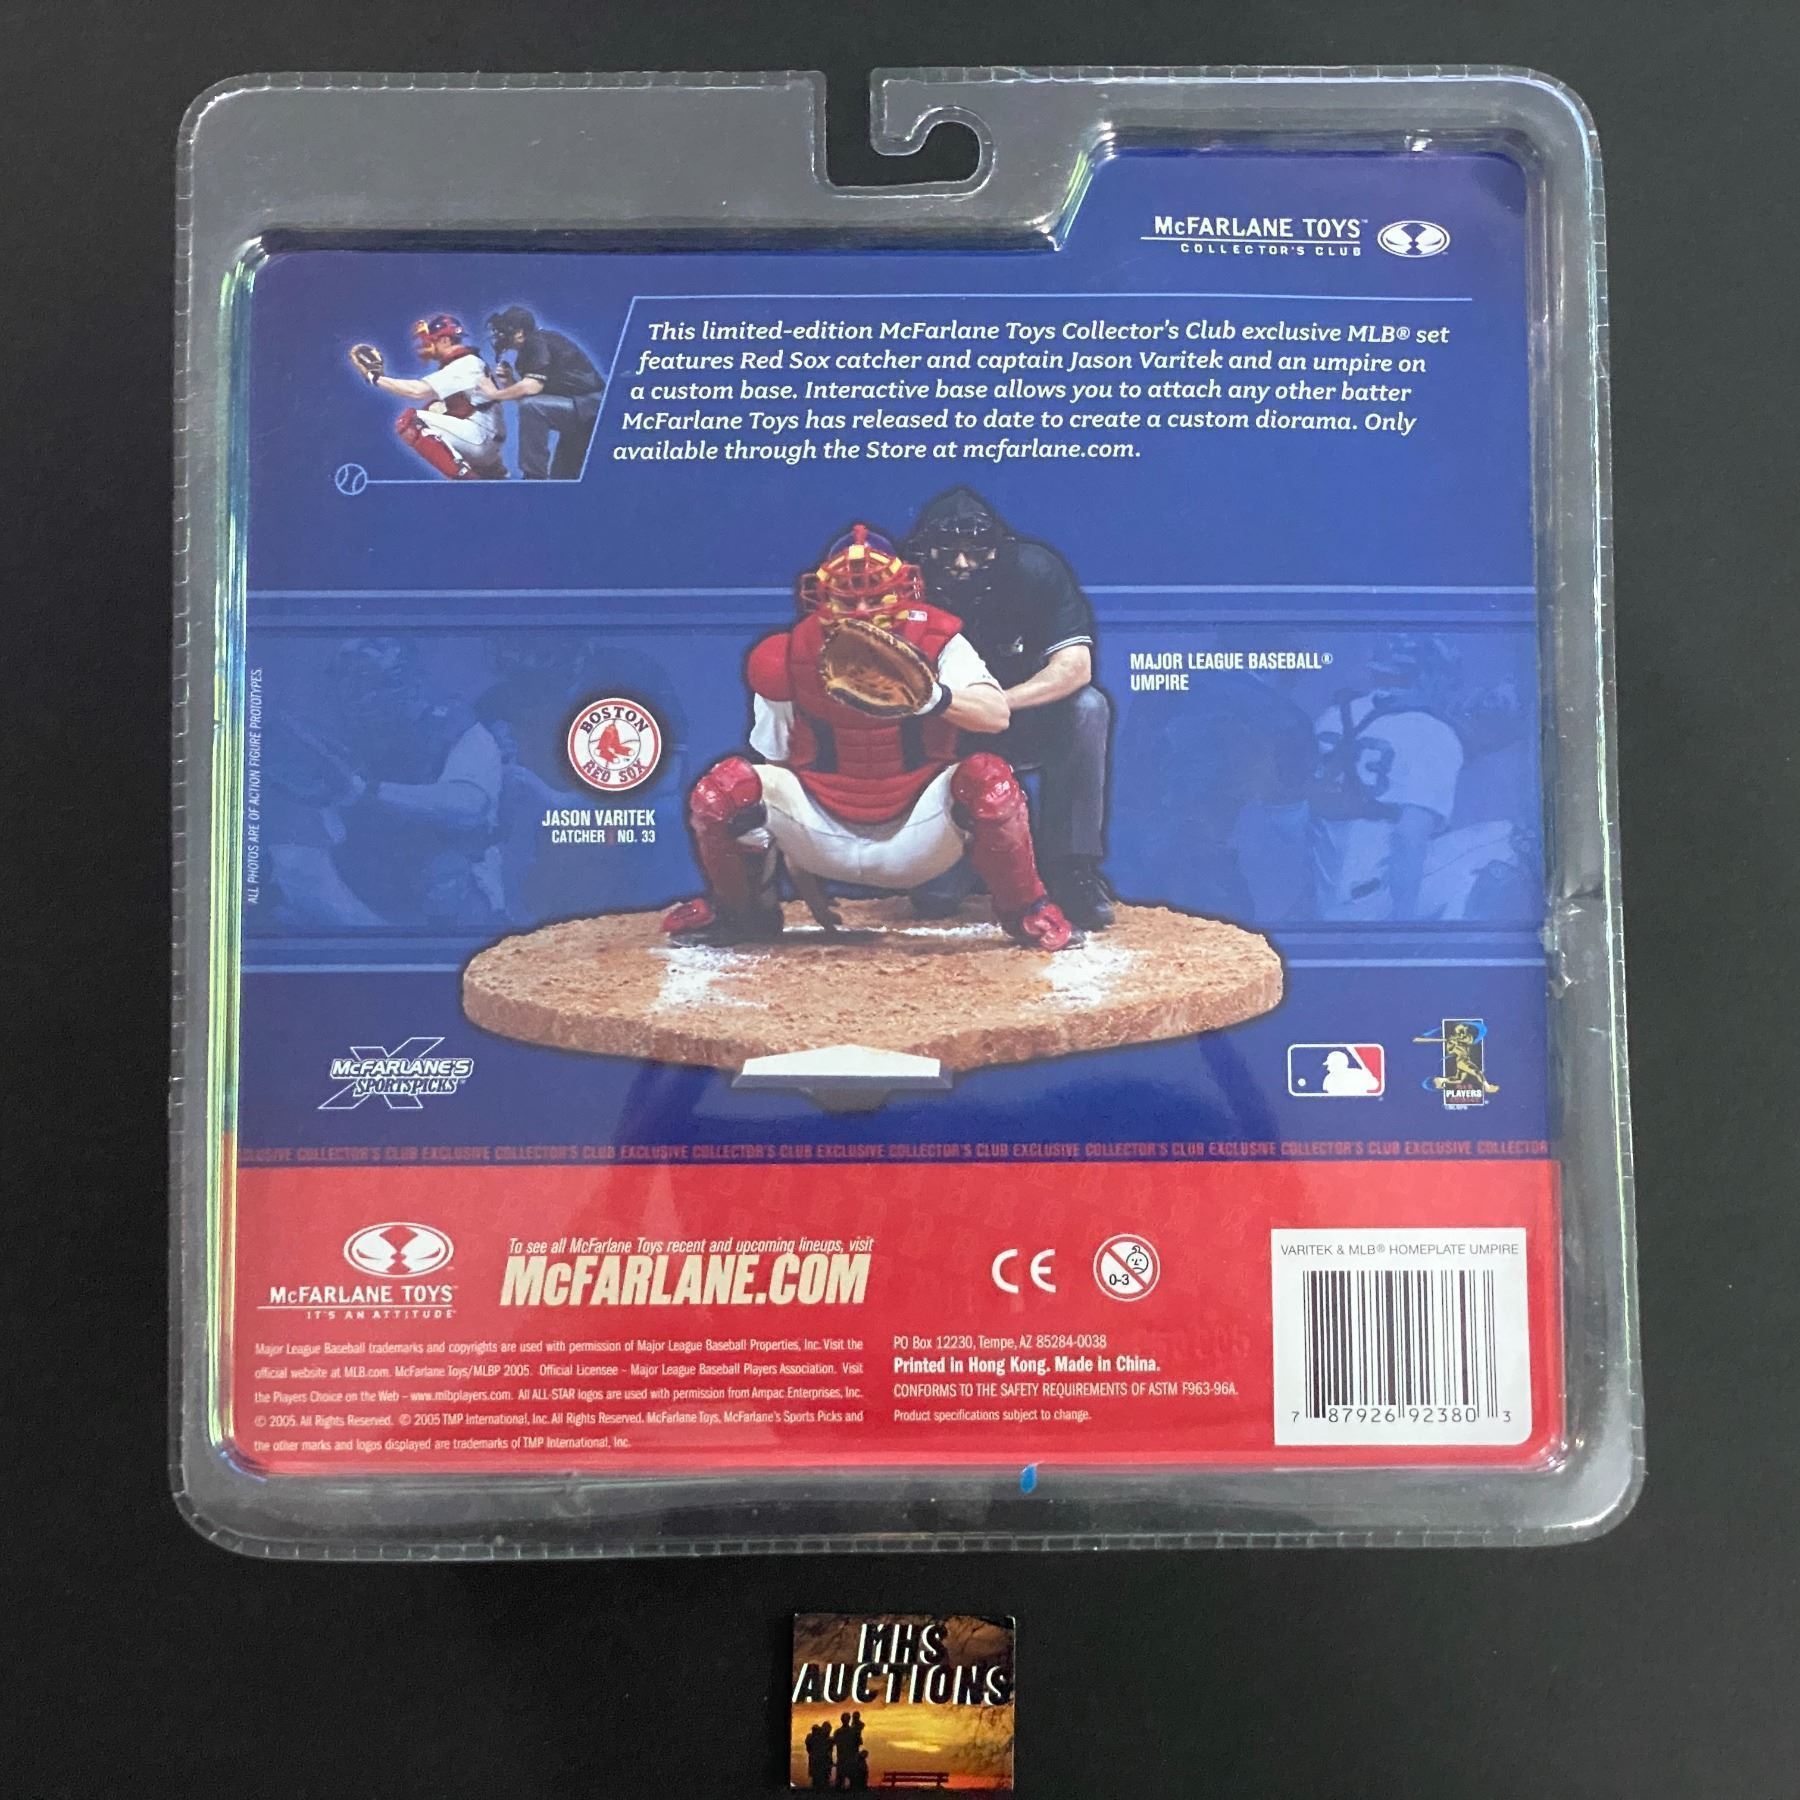 McFARLANE TOYS™
COLLECTOR'S CLUB
This limited-edition McFarlane Toys Collector's Club exclusive MLB® set
features Red Sox catcher and captain Jason Varitek and an umpire on
a custom base. Interactive base allows you to attach any other batter
McFarlane Toys has released to date to create a custom diorama. Only
available through the Store at mcfarlane.com.
MAJOR LEAGUE BASEBALL®
UMPIRE
BOSTON
RED SOX
JASON VARITEK
CATCHER NO. 33
ALL PHOTOS ARE OF ACTION FIGURE PROTOTYPES.
McFARLANE'S
SPORTSPICKS™
PLAYERS
EXCLUSIVE COLLECTOR'S CLUB EXCLUSIVE COLLECTOR'S CLUB EXCLUSIVE COLLECTOR'S CLUB EXCLUSIVE COLLECTOR'S CLUB EXCLUSIVE COLLECTOR'S CLUB EXCLUSIVE COLLECTOR'S CLUB EXCLUSIVE COLLECTOR
McFARLANE TOYS™
IT'S AN ATTITUDE
To see all McFarlane Toys recent and upcoming lineups, visit
McFARLANE.COM
CE
0-3
VARITEK & MLB® HOMEPLATE UMPIRE
7 87926 92380 3
Major League Baseball trademarks and copyrights are used with permission of Major League Baseball Properties, Inc. Visit the
official website at MLB.com. McFarlane Toys/MLBP 2005. Official Licensee – Major League Baseball Players Association. Visit
the Players Choice on the Web – www.mlbplayers.com. All ALL-STAR logos are used with permission from Ampac Enterprises, Inc.
© 2005. All Rights Reserved. © 2005 TMP International, Inc. All Rights Reserved. McFarlane Toys, McFarlane's Sports Picks and
the other marks and logos displayed are trademarks of TMP International, Inc.
PO Box 12230, Tempe, AZ 85284-0038
Printed in Hong Kong. Made in China.
CONFORMS TO THE SAFETY REQUIREMENTS OF ASTM F963-96A.
Product specifications subject to change.
MHS
AUCTIONS